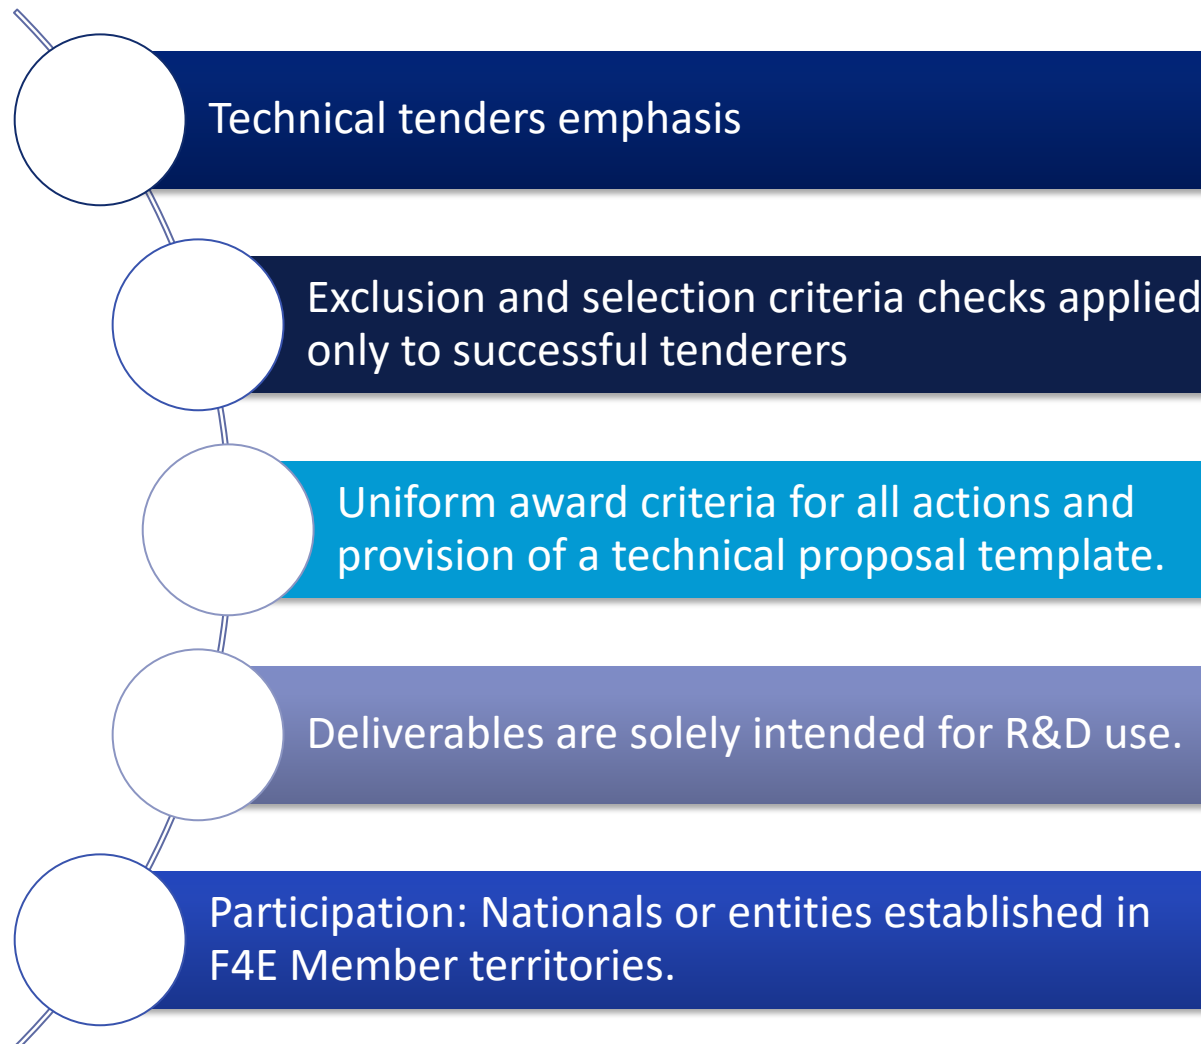 Technical tenders emphasis
Exclusion and selection criteria checks applied
only to successful tenderers
Uniform award criteria for all actions and
provision of a technical proposal template.
Deliverables are solely intended for R&D use.
Participation: Nationals or entities established in
F4E Member territories.